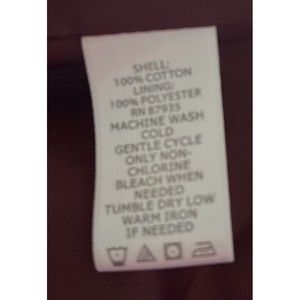 SHELL:
100% COTTON
LINING:
100% POLYESTER
RN 87935
MACHINE WASH
COLD
GENTLE CYCLE
ONLY NON-
CHLORINE
BLEACH WHEN
NEEDED
TUMBLE DRY LOW
WARM IRON
IF NEEDED